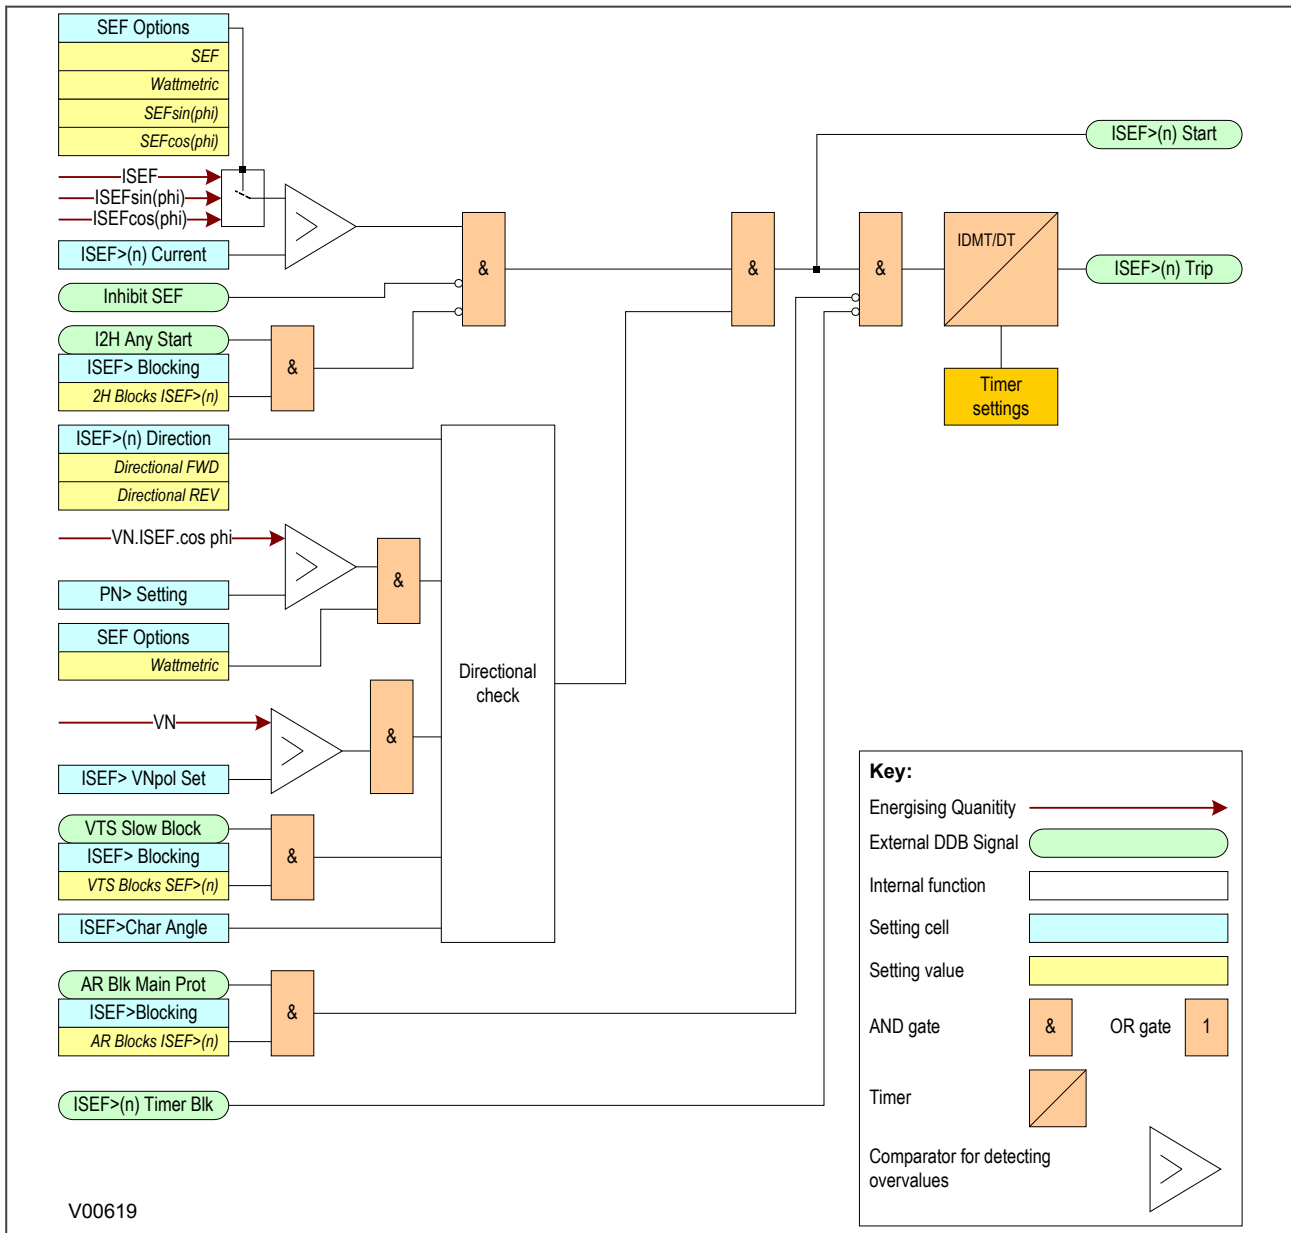 SEF Options
SEF
Wattmetric
SEFsin(phi)
SEFcos(phi)
ISEF
ISEFsin(phi)
ISEFcos(phi)
ISEF>(n) Current
Inhibit SEF
I2H Any Start
ISEF> Blocking
2H Blocks ISEF>(n)
&
&
&
&
ISEF>(n) Start
IDMT/DT
ISEF>(n) Trip
Timer
settings
ISEF>(n) Direction
Directional FWD
Directional REV
VN.ISEF.cos phi
PN> Setting
&
SEF Options
Wattmetric
VN
ISEF> VNpol Set
&
Directional
check
VTS Slow Block
ISEF> Blocking
VTS Blocks SEF>(n)
&
ISEF>Char Angle
AR Blk Main Prot
ISEF>Blocking
AR Blocks ISEF>(n)
&
ISEF>(n) Timer Blk
Key:
Energising Quanitity
External DDB Signal
Internal function
Setting cell
Setting value
AND gate
&
OR gate
1
Timer
Comparator for detecting
overvalues
V00619